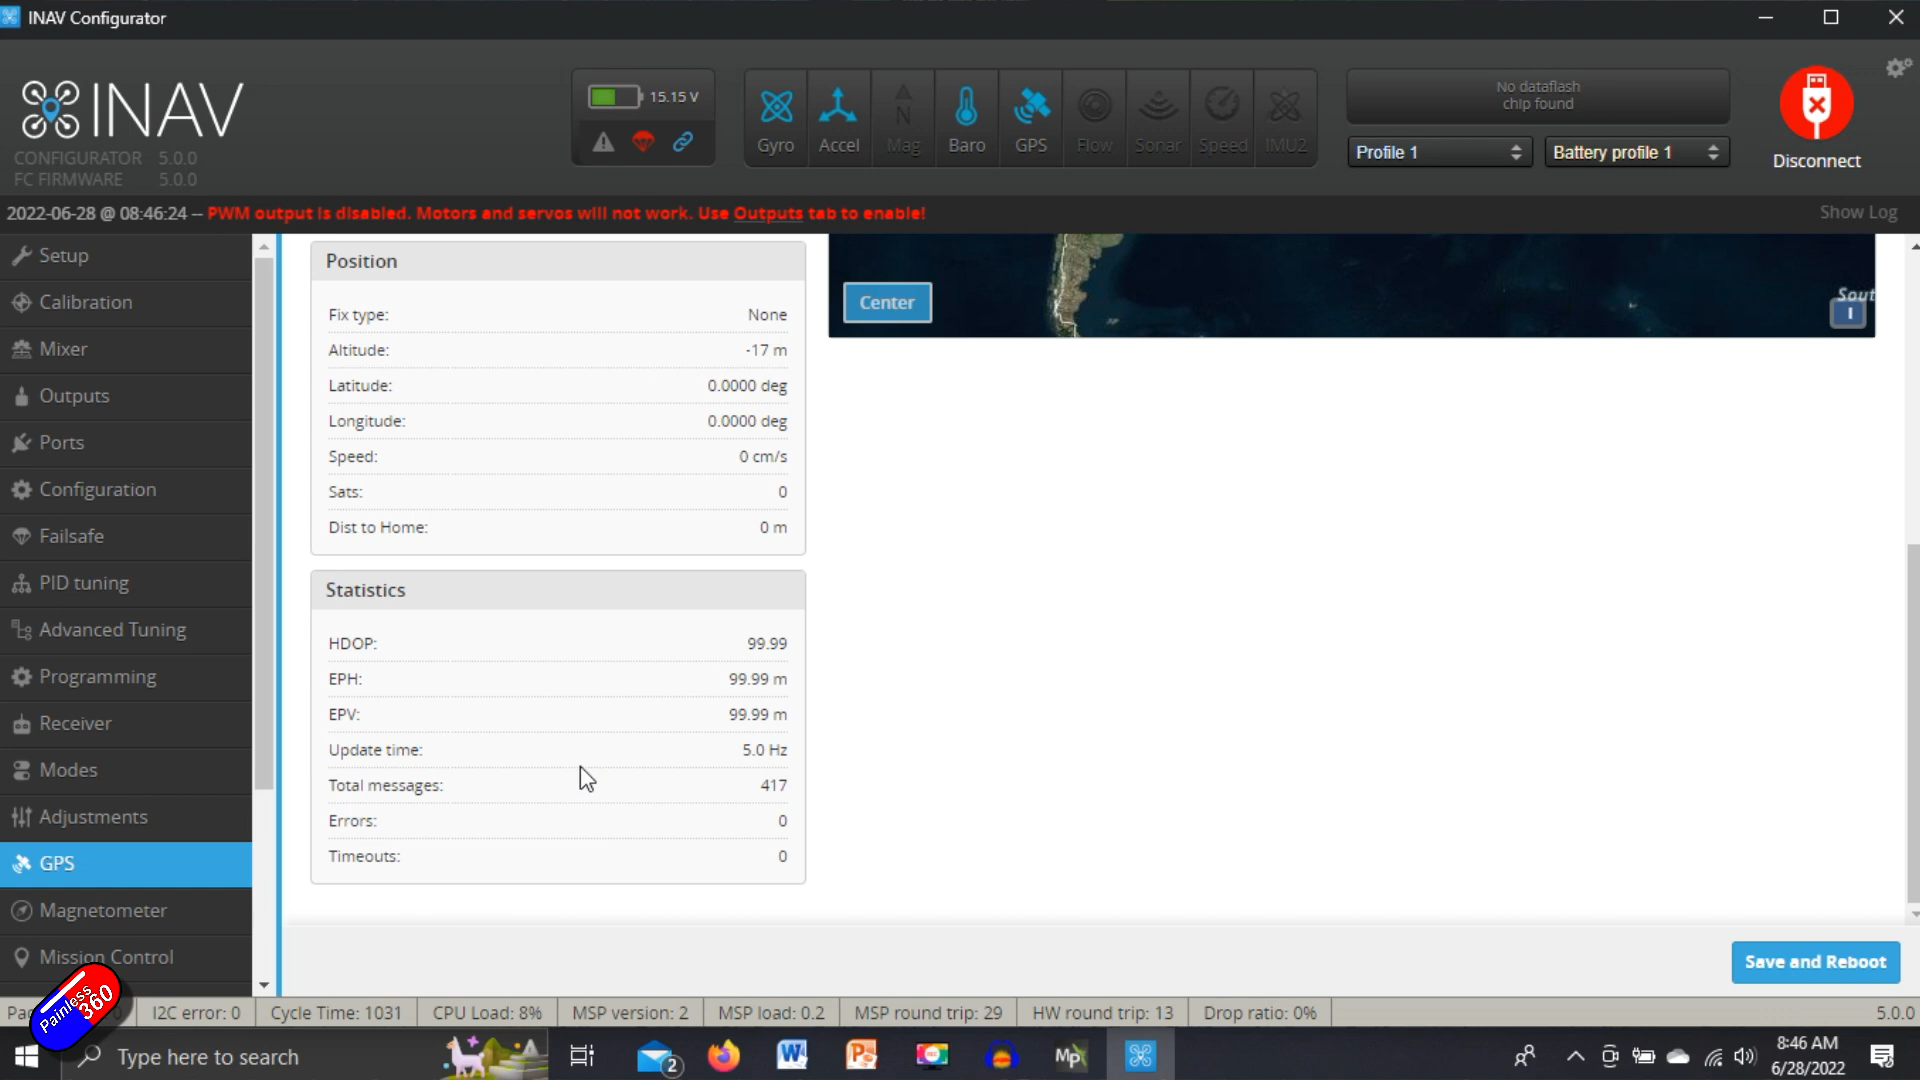 INAV Configurator
INAV
CONFIGURATOR 5.0.0
FC FIRMWARE 5.0.0
15.15 V
Gyro
Accel
N
Mag
Baro
GPS
Flow
Sonar
Speed
IMU2
No dataflash
chip found
Profile 1
Battery profile 1
Disconnect
2022-06-28 @ 08:46:24 -- PWM output is disabled. Motors and servos will not work. Use Outputs tab to enable!
Show Log
Setup
Calibration
Mixer
Outputs
Ports
Configuration
Failsafe
PID tuning
Advanced Tuning
Programming
Receiver
Modes
Adjustments
GPS
Magnetometer
Mission Control
Position
Fix type: None
Altitude: -17 m
Latitude: 0.0000 deg
Longitude: 0.0000 deg
Speed: 0 cm/s
Sats: 0
Dist to Home: 0 m
Statistics
HDOP: 99.99
EPH: 99.99 m
EPV: 99.99 m
Update time: 5.0 Hz
Total messages: 417
Errors: 0
Timeouts: 0
Center
Sout
I
Save and Reboot
Painless
360
I2C error: 0
Cycle Time: 1031
CPU Load: 8%
MSP version: 2
MSP load: 0.2
MSP round trip: 29
HW round trip: 13
Drop ratio: 0%
5.0.0
Type here to search
2
W
P
REC
Mp
8:46 AM
6/28/2022